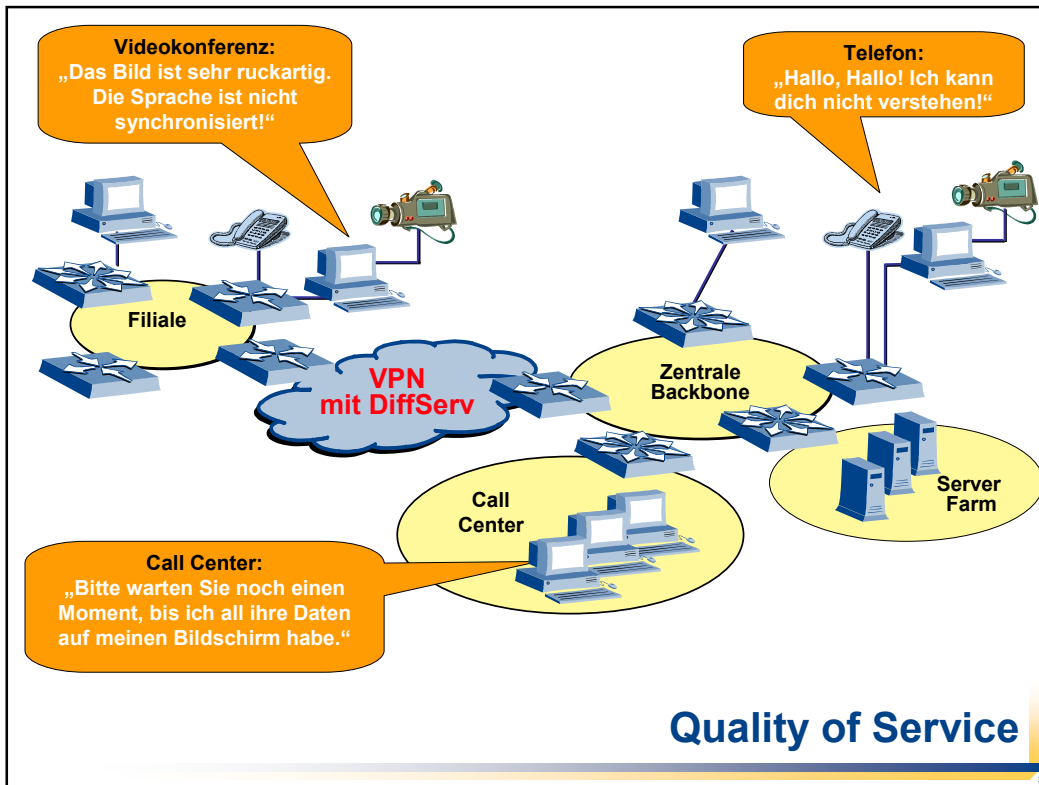 Videokonferenz:
„Das Bild ist sehr ruckartig.
Die Sprache ist nicht
synchronisiert!“
Telefon:
„Hallo, Hallo! Ich kann
dich nicht verstehen!“
Filiale
VPN
mit DiffServ
Zentrale
Backbone
Call
Center
Server
Farm
Call Center:
„Bitte warten Sie noch einen
Moment, bis ich all ihre Daten
auf meinen Bildschirm habe.“
Quality of Service